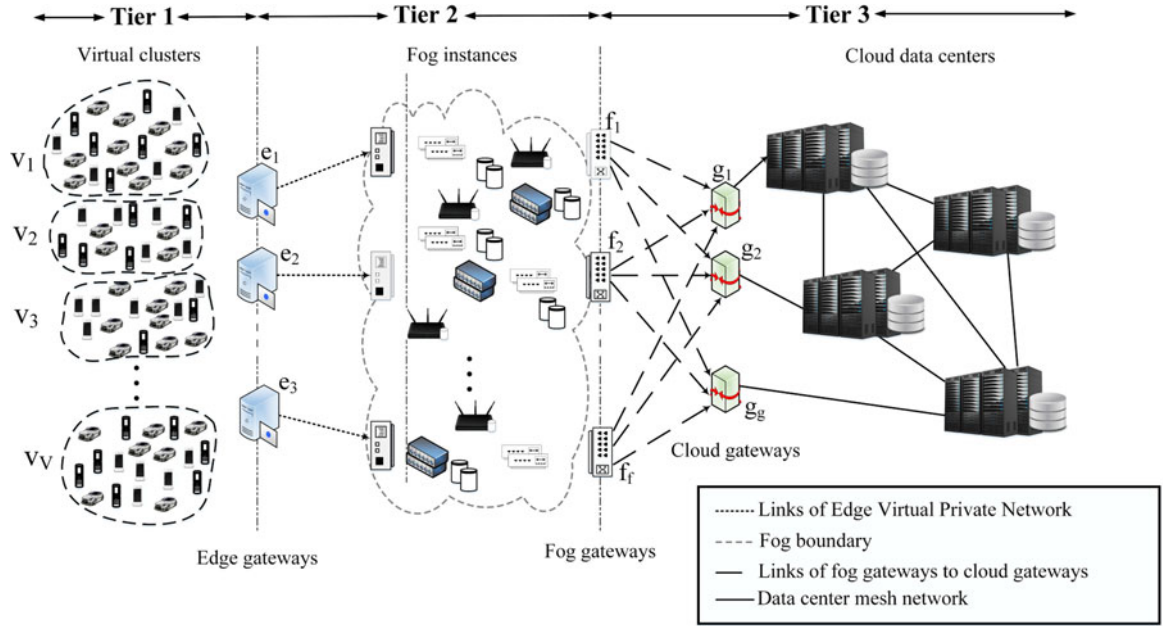 Tier 1
Tier 2
Tier 3
Virtual clusters
Fog instances
Cloud data centers
v1
v2
v3
vV
e1
e2
e3
f1
f2
ff
g1
g2
gg
Cloud gateways
Edge gateways
Fog gateways
Links of Edge Virtual Private Network
Fog boundary
Links of fog gateways to cloud gateways
Data center mesh network